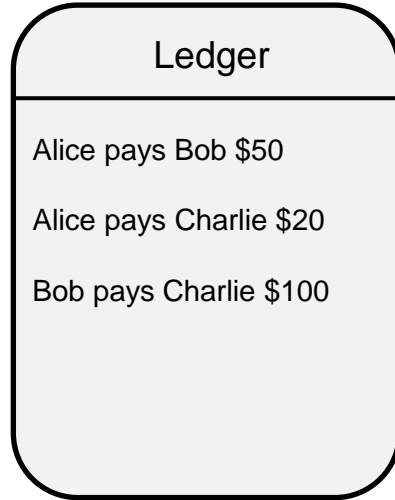 Ledger
Alice pays Bob $50
Alice pays Charlie $20
Bob pays Charlie $100